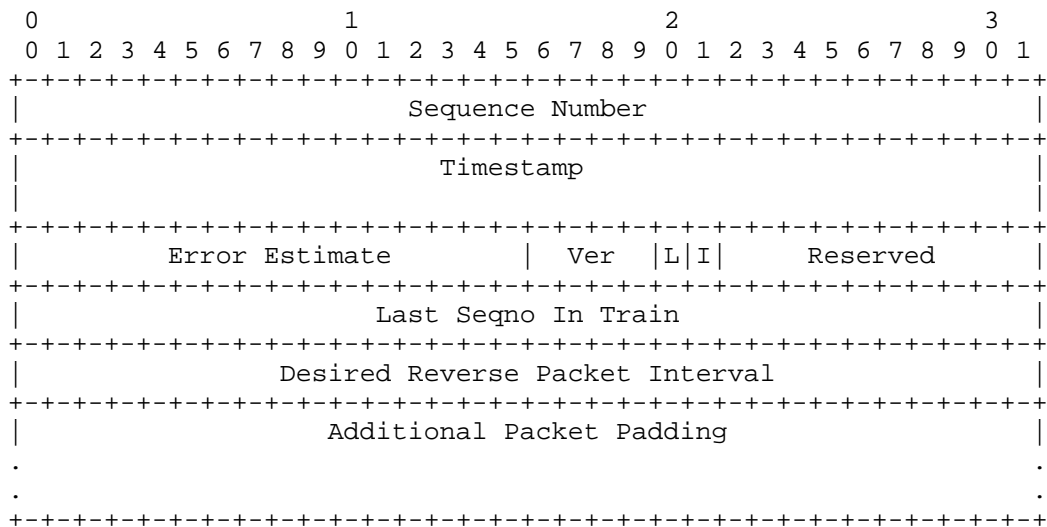 0                   1                   2                   3
 0 1 2 3 4 5 6 7 8 9 0 1 2 3 4 5 6 7 8 9 0 1 2 3 4 5 6 7 8 9 0 1
+-+-+-+-+-+-+-+-+-+-+-+-+-+-+-+-+-+-+-+-+-+-+-+-+-+-+-+-+-+-+-+-+
|                        Sequence Number                        |
+-+-+-+-+-+-+-+-+-+-+-+-+-+-+-+-+-+-+-+-+-+-+-+-+-+-+-+-+-+-+-+-+
|                          Timestamp                            |
|                                                               |
+-+-+-+-+-+-+-+-+-+-+-+-+-+-+-+-+-+-+-+-+-+-+-+-+-+-+-+-+-+-+-+-+
|         Error Estimate        |  Ver  |L|I|     Reserved      |
+-+-+-+-+-+-+-+-+-+-+-+-+-+-+-+-+-+-+-+-+-+-+-+-+-+-+-+-+-+-+-+-+
|                      Last Seqno In Train                      |
+-+-+-+-+-+-+-+-+-+-+-+-+-+-+-+-+-+-+-+-+-+-+-+-+-+-+-+-+-+-+-+-+
|                Desired Reverse Packet Interval                |
+-+-+-+-+-+-+-+-+-+-+-+-+-+-+-+-+-+-+-+-+-+-+-+-+-+-+-+-+-+-+-+-+
|                   Additional Packet Padding                   |
.                                                               .
.                                                               .
+-+-+-+-+-+-+-+-+-+-+-+-+-+-+-+-+-+-+-+-+-+-+-+-+-+-+-+-+-+-+-+-+